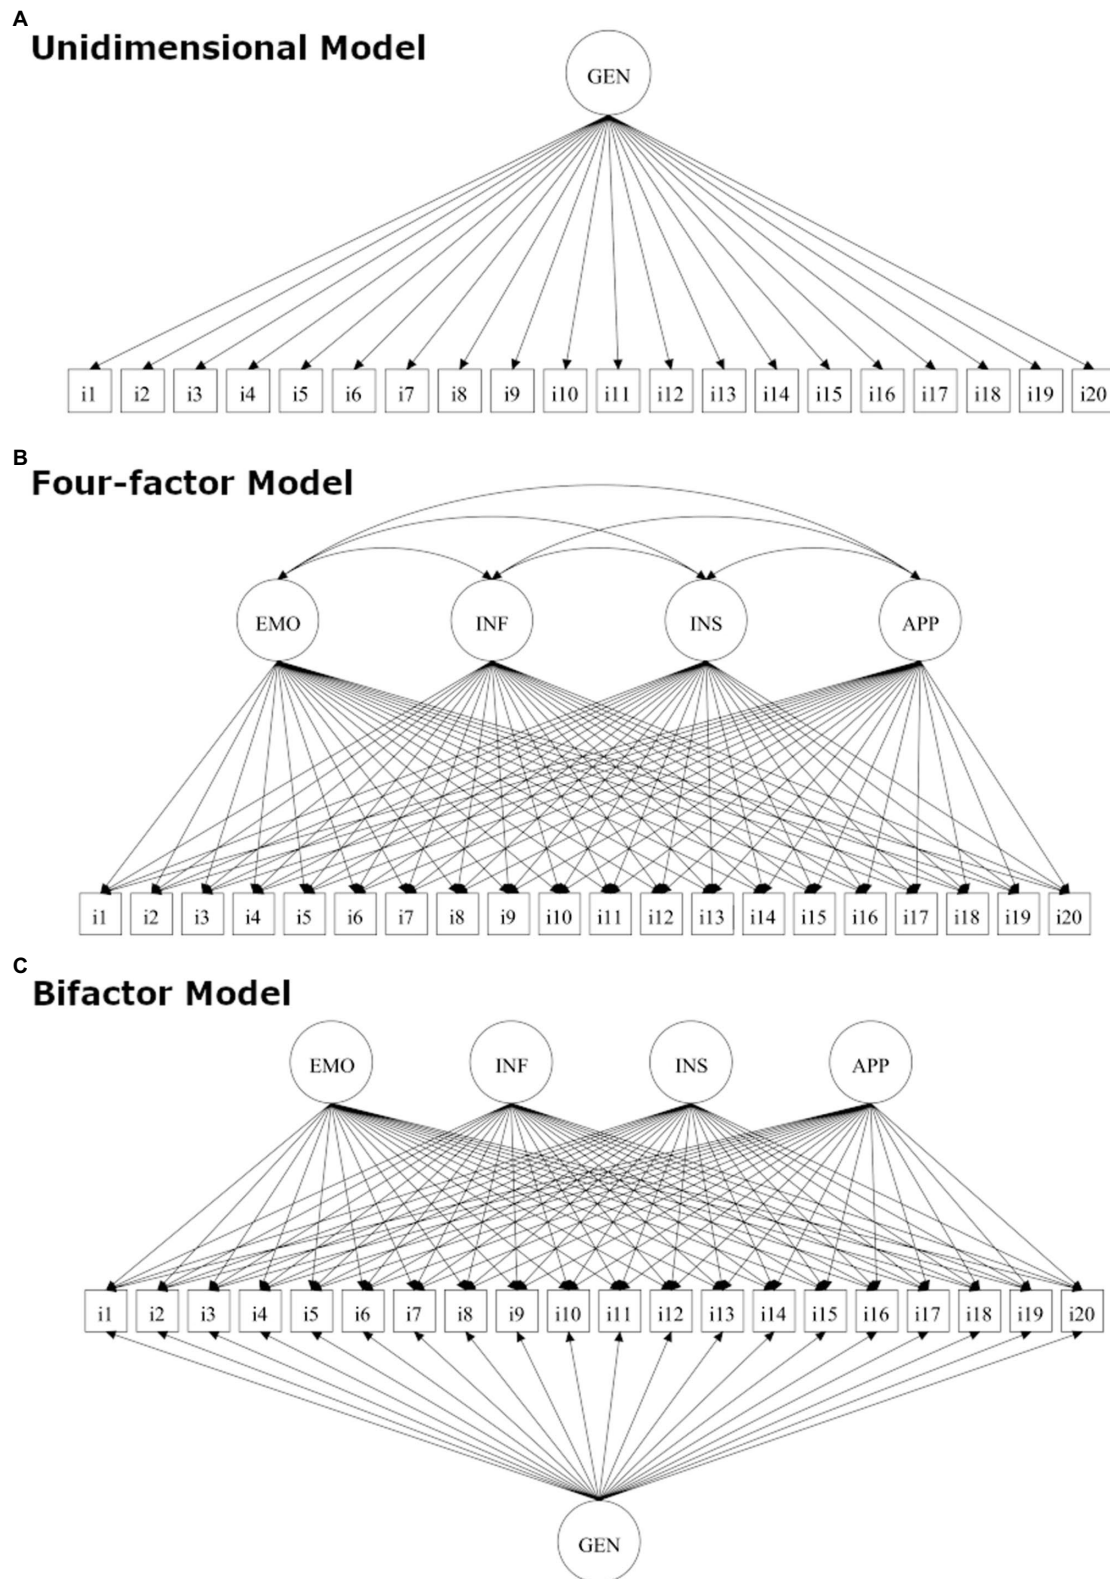 A
Unidimensional Model
GEN
i1 i2 i3 i4 i5 i6 i7 i8 i9 i10 i11 i12 i13 i14 i15 i16 i17 i18 i19 i20
B
Four-factor Model
EMO INF INS APP
i1 i2 i3 i4 i5 i6 i7 i8 i9 i10 i11 i12 i13 i14 i15 i16 i17 i18 i19 i20
C
Bifactor Model
EMO INF INS APP
i1 i2 i3 i4 i5 i6 i7 i8 i9 i10 i11 i12 i13 i14 i15 i16 i17 i18 i19 i20
GEN